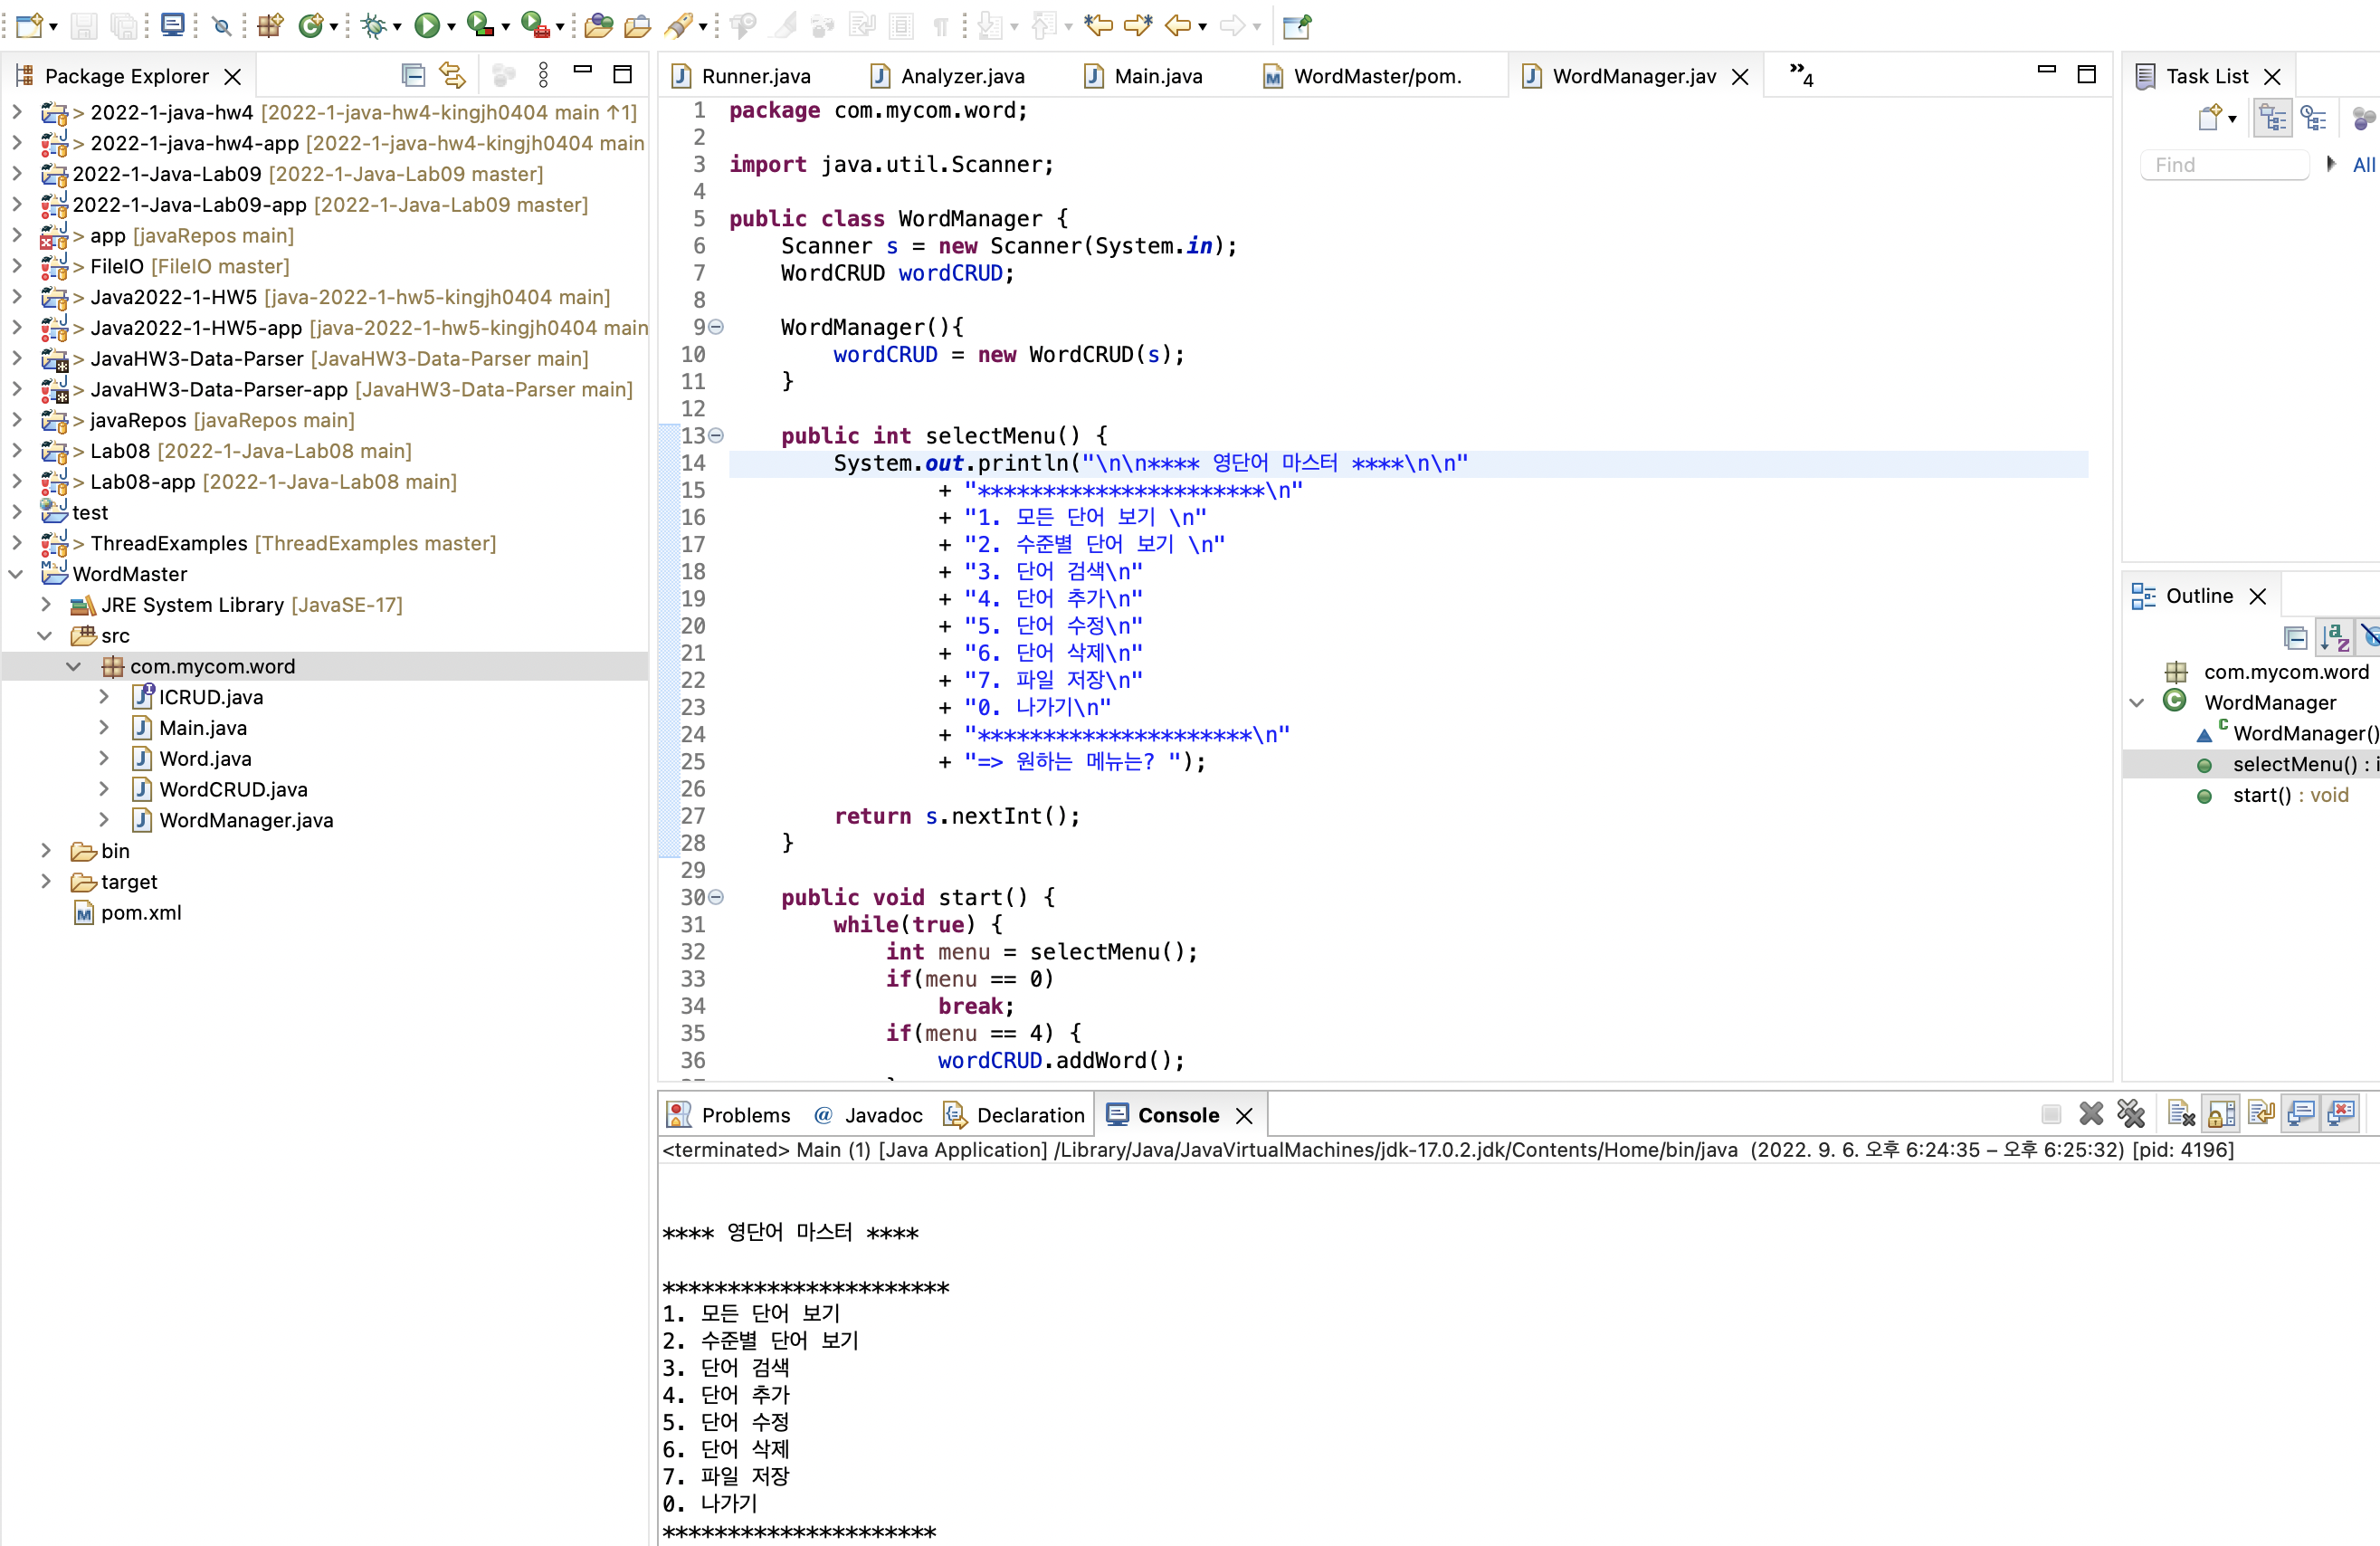 Package Explorer
> 2022-1-java-hw4 [2022-1-java-hw4-kingjh0404 main ↑1]
> 2022-1-java-hw4-app [2022-1-java-hw4-kingjh0404 main
2022-1-Java-Lab09 [2022-1-Java-Lab09 master]
2022-1-Java-Lab09-app [2022-1-Java-Lab09 master]
> app [javaRepos main]
> FileIO [FileIO master]
> Java2022-1-HW5 [java-2022-1-hw5-kingjh0404 main]
> Java2022-1-HW5-app [java-2022-1-hw5-kingjh0404 main
> JavaHW3-Data-Parser [JavaHW3-Data-Parser main]
> JavaHW3-Data-Parser-app [JavaHW3-Data-Parser main]
> javaRepos [javaRepos main]
> Lab08 [2022-1-Java-Lab08 main]
> Lab08-app [2022-1-Java-Lab08 main]
test
> ThreadExamples [ThreadExamples master]
WordMaster
JRE System Library [JavaSE-17]
src
com.mycom.word
ICRUD.java
Main.java
Word.java
WordCRUD.java
WordManager.java
bin
target
pom.xml
Runner.java Analyzer.java Main.java WordMaster/pom. WordManager.jav »4
1 package com.mycom.word;
2
3 import java.util.Scanner;
4
5 public class WordManager {
6 Scanner s = new Scanner(System.in);
7 WordCRUD wordCRUD;
8
9 WordManager(){
10 wordCRUD = new WordCRUD(s);
11 }
12
13 public int selectMenu() {
14 System.out.println("\n\n**** 영단어 마스터 ****\n\n"
15 + "**********************\n"
16 + "1. 모든 단어 보기 \n"
17 + "2. 수준별 단어 보기 \n"
18 + "3. 단어 검색\n"
19 + "4. 단어 추가\n"
20 + "5. 단어 수정\n"
21 + "6. 단어 삭제\n"
22 + "7. 파일 저장\n"
23 + "0. 나가기\n"
24 + "*********************\n"
25 + "=> 원하는 메뉴는? ");
26
27 return s.nextInt();
28 }
29
30 public void start() {
31 while(true) {
32 int menu = selectMenu();
33 if(menu == 0)
34 break;
35 if(menu == 4) {
36 wordCRUD.addWord();
Task List
Find All
Outline
com.mycom.word
WordManager
WordManager()
selectMenu() : i
start() : void
Problems @ Javadoc Declaration Console
<terminated> Main (1) [Java Application] /Library/Java/JavaVirtualMachines/jdk-17.0.2.jdk/Contents/Home/bin/java (2022. 9. 6. 오후 6:24:35 – 오후 6:25:32) [pid: 4196]
**** 영단어 마스터 ****
**********************
1. 모든 단어 보기
2. 수준별 단어 보기
3. 단어 검색
4. 단어 추가
5. 단어 수정
6. 단어 삭제
7. 파일 저장
0. 나가기
*********************